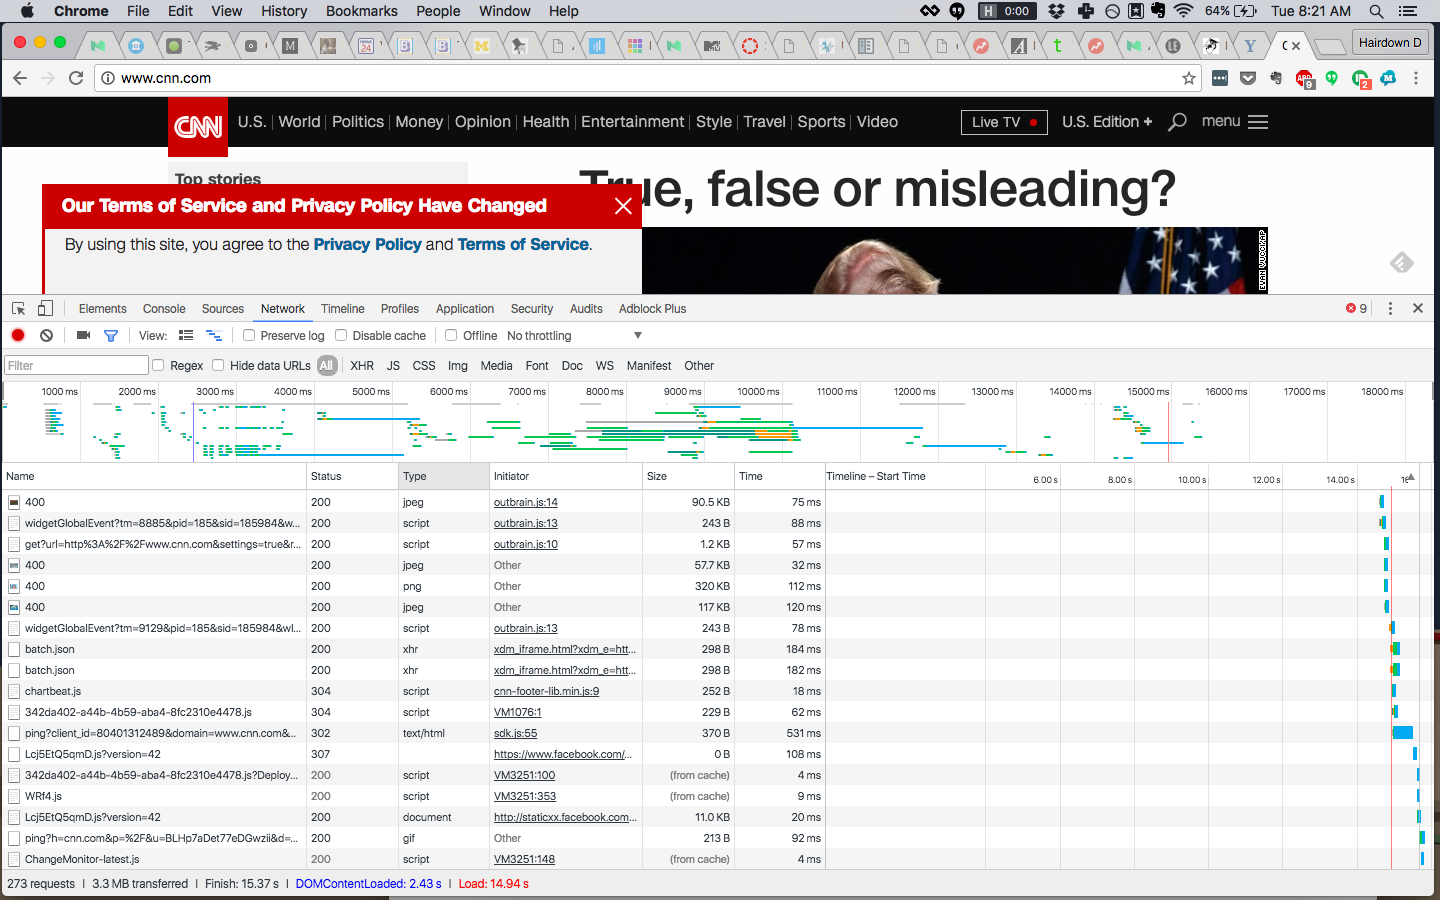 Chrome File Edit View History Bookmarks People Window Help H 0:00 64% Tue 8:21 AM
Hairdown D
www.cnn.com
CNN U.S. World Politics Money Opinion Health Entertainment Style Travel Sports Video Live TV U.S. Edition + menu
Top stories
True, false or misleading?
Our Terms of Service and Privacy Policy Have Changed
By using this site, you agree to the Privacy Policy and Terms of Service.
EVAN VUCCI/AP
Elements Console Sources Network Timeline Profiles Application Security Audits Adblock Plus 9
View: Preserve log Disable cache Offline No throttling
Filter Regex Hide data URLs All XHR JS CSS Img Media Font Doc WS Manifest Other
1000 ms 2000 ms 3000 ms 4000 ms 5000 ms 6000 ms 7000 ms 8000 ms 9000 ms 10000 ms 11000 ms 12000 ms 13000 ms 14000 ms 15000 ms 16000 ms 17000 ms 18000 ms
Name Status Type Initiator Size Time Timeline – Start Time 6.00 s 8.00 s 10.00 s 12.00 s 14.00 s
400 200 jpeg outbrain.js:14 90.5 KB 75 ms
widgetGlobalEvent?tm=8885&pid=185&sid=185984&w... 200 script outbrain.js:13 243 B 88 ms
get?url=http%3A%2F%2Fwww.cnn.com&settings=true&r... 200 script outbrain.js:10 1.2 KB 57 ms
400 200 jpeg Other 57.7 KB 32 ms
400 200 png Other 320 KB 112 ms
400 200 jpeg Other 117 KB 120 ms
widgetGlobalEvent?tm=9129&pid=185&sid=185984&wl... 200 script outbrain.js:13 243 B 78 ms
batch.json 200 xhr xdm_iframe.html?xdm_e=htt... 298 B 184 ms
batch.json 200 xhr xdm_iframe.html?xdm_e=htt... 298 B 182 ms
chartbeat.js 304 script cnn-footer-lib.min.js:9 252 B 18 ms
342da402-a44b-4b59-aba4-8fc2310e4478.js 304 script VM1076:1 229 B 62 ms
ping?client_id=80401312489&domain=www.cnn.com&... 302 text/html sdk.js:55 370 B 531 ms
Lcj5EtQ5qmD.js?version=42 307 https://www.facebook.com/... 0 B 108 ms
342da402-a44b-4b59-aba4-8fc2310e4478.js?Deploy... 200 script VM3251:100 (from cache) 4 ms
WRf4.js 200 script VM3251:353 (from cache) 9 ms
Lcj5EtQ5qmD.js?version=42 200 document http://staticxx.facebook.com... 11.0 KB 20 ms
ping?h=cnn.com&p=%2F&u=BLHp7aDet77eDGwzii&d=... 200 gif Other 213 B 92 ms
ChangeMonitor-latest.js 200 script VM3251:148 (from cache) 4 ms
273 requests | 3.3 MB transferred | Finish: 15.37 s | DOMContentLoaded: 2.43 s | Load: 14.94 s